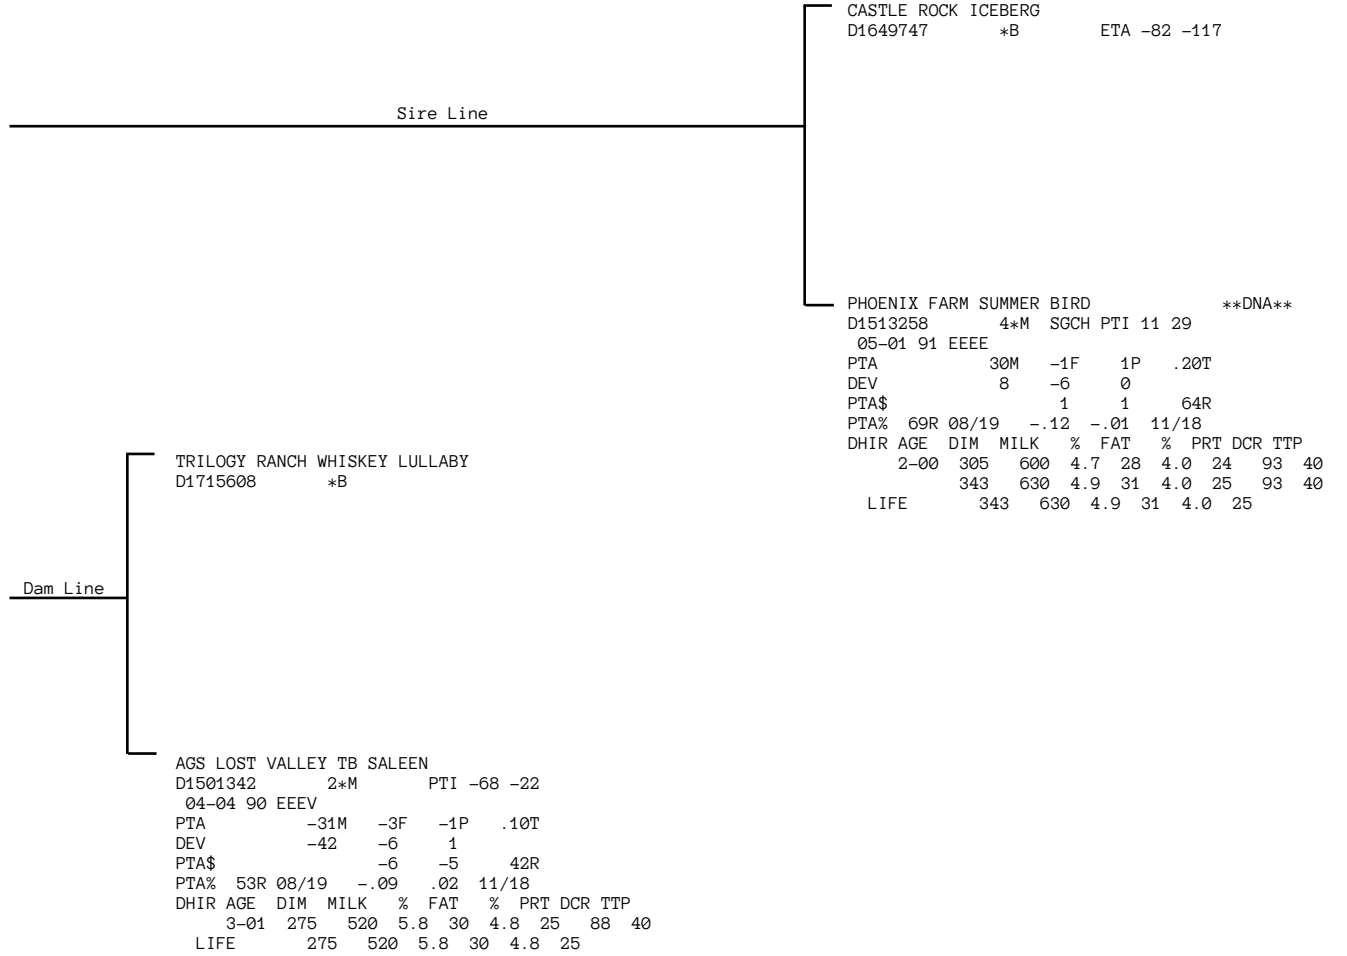 CASTLE ROCK ICEBERG
D1649747 *B ETA -82 -117
Sire Line
PHOENIX FARM SUMMER BIRD **DNA**
D1513258 4*M SGCH PTI 11 29
05-01 91 EEEE
PTA 30M -1F 1P .20T
DEV 8 -6 0
PTA$ 1 1 64R
PTA% 69R 08/19 -.12 -.01 11/18
DHIR AGE DIM MILK % FAT % PRT DCR TTP
2-00 305 600 4.7 28 4.0 24 93 40
343 630 4.9 31 4.0 25 93 40
LIFE 343 630 4.9 31 4.0 25
TRILOGY RANCH WHISKEY LULLABY
D1715608 *B
Dam Line
AGS LOST VALLEY TB SALEEN
D1501342 2*M PTI -68 -22
04-04 90 EEEV
PTA -31M -3F -1P .10T
DEV -42 -6 1
PTA$ -6 -5 42R
PTA% 53R 08/19 -.09 .02 11/18
DHIR AGE DIM MILK % FAT % PRT DCR TTP
3-01 275 520 5.8 30 4.8 25 88 40
LIFE 275 520 5.8 30 4.8 25